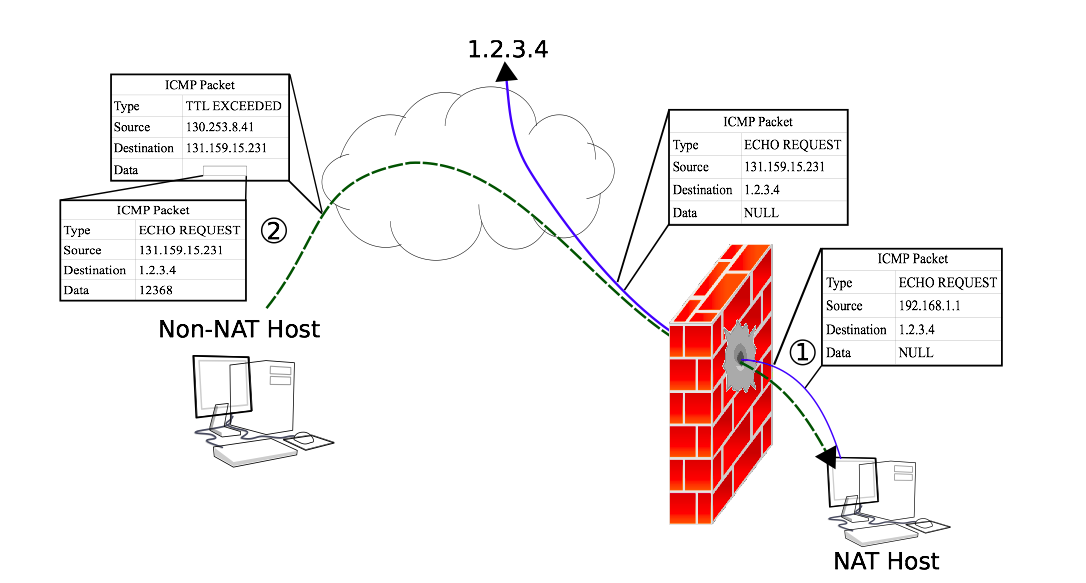 1.2.3.4
ICMP Packet
Type TTL EXCEEDED
Source 130.253.8.41
Destination 131.159.15.231
Data
ICMP Packet
Type ECHO REQUEST
Source 131.159.15.231
Destination 1.2.3.4
Data 12368
②
Non-NAT Host
ICMP Packet
Type ECHO REQUEST
Source 131.159.15.231
Destination 1.2.3.4
Data NULL
ICMP Packet
Type ECHO REQUEST
Source 192.168.1.1
Destination 1.2.3.4
Data NULL
①
NAT Host